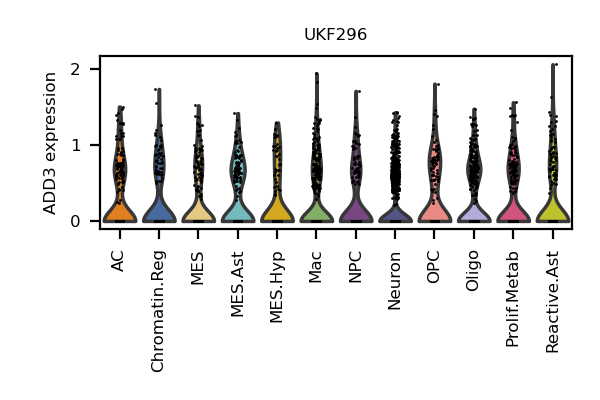 UKF296
ADD3 expression
2
1
0
AC
Chromatin.Reg
MES
MES.Ast
MES.Hyp
Mac
NPC
Neuron
OPC
Oligo
Prolif.Metab
Reactive.Ast